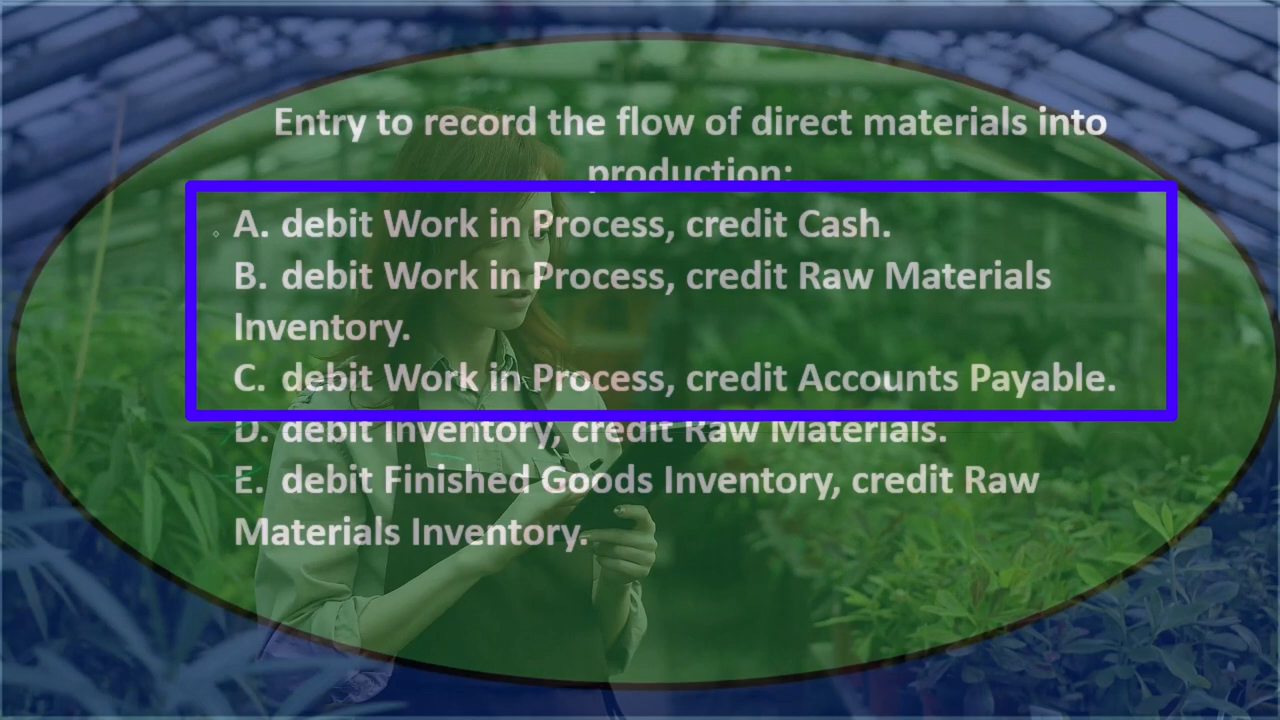 Entry to record the flow of direct materials into
production:
A. debit Work in Process, credit Cash.
B. debit Work in Process, credit Raw Materials
Inventory.
C. debit Work in Process, credit Accounts Payable.
D. debit Inventory, credit Raw Materials.
E. debit Finished Goods Inventory, credit Raw
Materials Inventory.